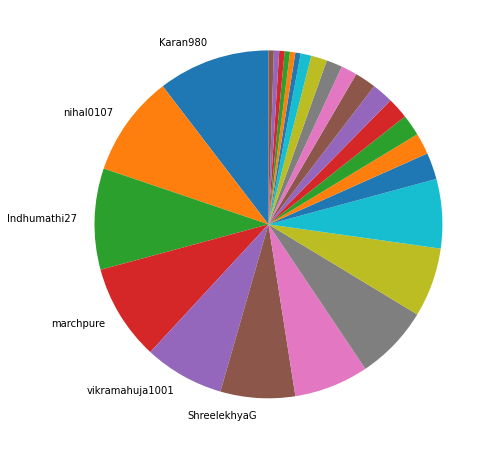 Karan980
nihal0107
Indhumathi27
marchpure
vikramahuja1001
ShreelekhyaG